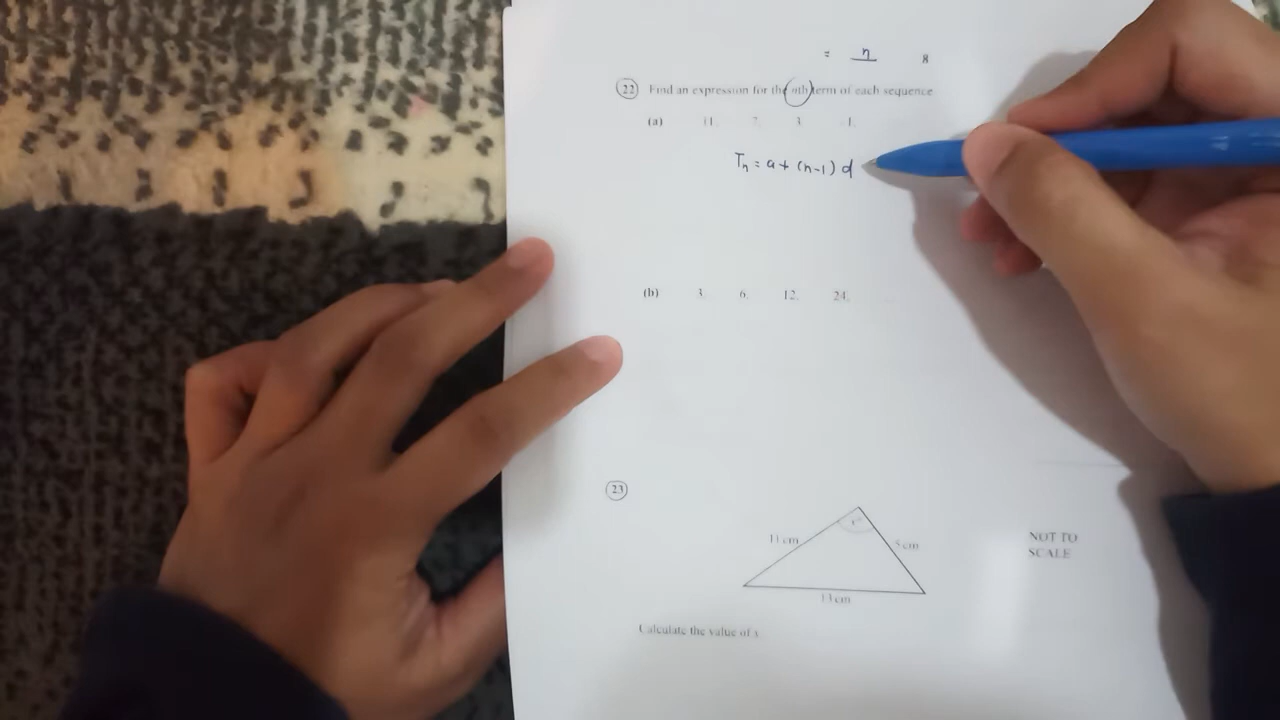 = n 8
22 Find an expression for the nth term of each sequence
(a) 11. 7. 3. 1.
Tn = a + (n-1) d
(b) 3. 6. 12. 24.
23
11 cm 5 cm
13 cm
NOT TO
SCALE
Calculate the value of x